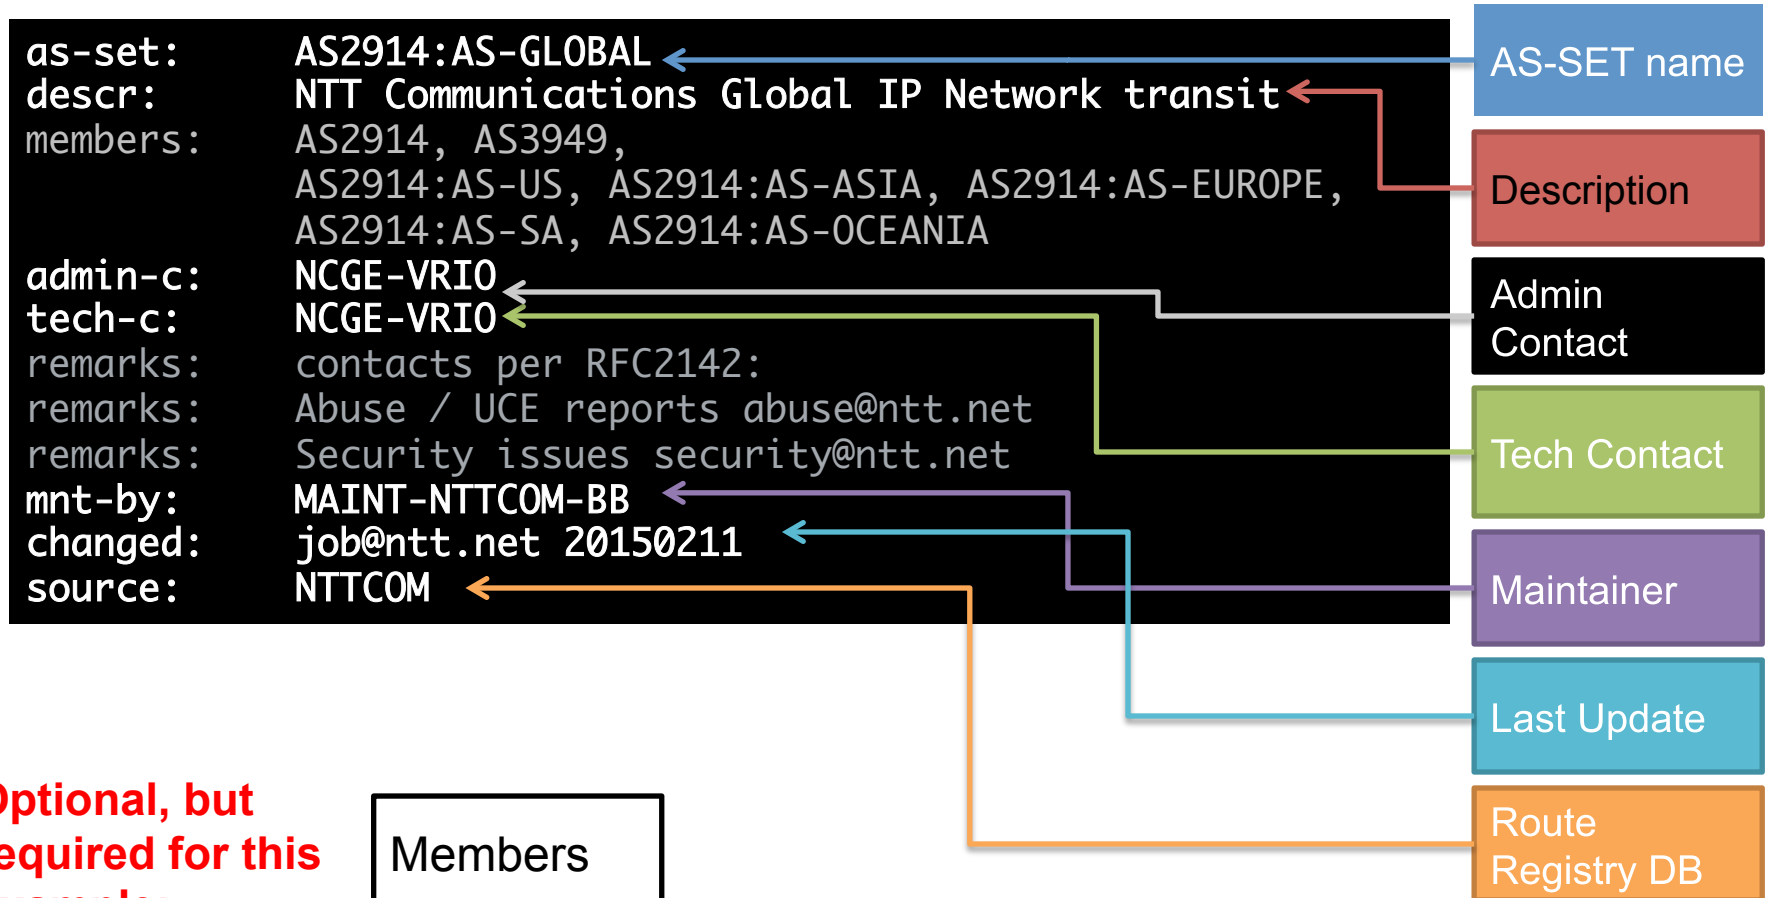 as-set: AS2914:AS-GLOBAL
descr: NTT Communications Global IP Network transit
members: AS2914, AS3949,
AS2914:AS-US, AS2914:AS-ASIA, AS2914:AS-EUROPE,
AS2914:AS-SA, AS2914:AS-OCEANIA
admin-c: NCGE-VRIO
tech-c: NCGE-VRIO
remarks: contacts per RFC2142:
remarks: Abuse / UCE reports abuse@ntt.net
remarks: Security issues security@ntt.net
mnt-by: MAINT-NTTCOM-BB
changed: job@ntt.net 20150211
source: NTTCOM
AS-SET name
Description
Admin
Contact
Tech Contact
Maintainer
Last Update
Route
Registry DB
Optional, but
required for this
Members